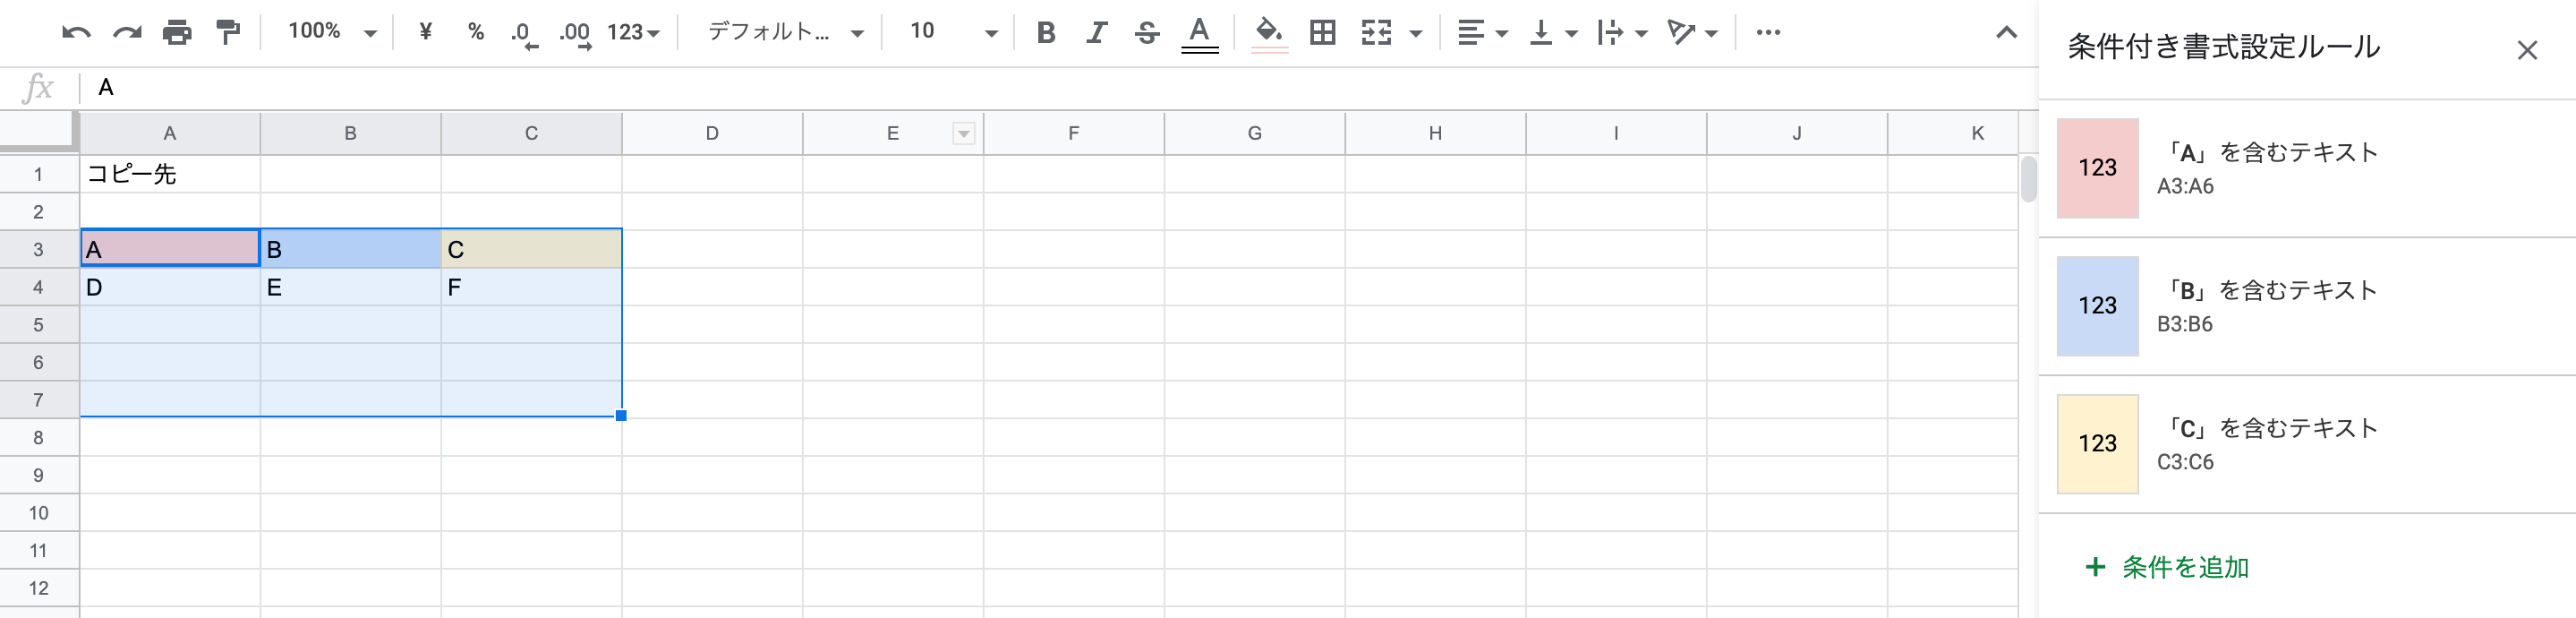 100% ¥ % .0 .00 123 デフォルト... 10 B I S A
条件付き書式設定ルール
fx A
A B C D E F G H I J K
1 コピー先
2
3 A B C
4 D E F
5
6
7
8
9
10
11
12
123 「A」を含むテキスト
A3:A6
123 「B」を含むテキスト
B3:B6
123 「C」を含むテキスト
C3:C6
+ 条件を追加